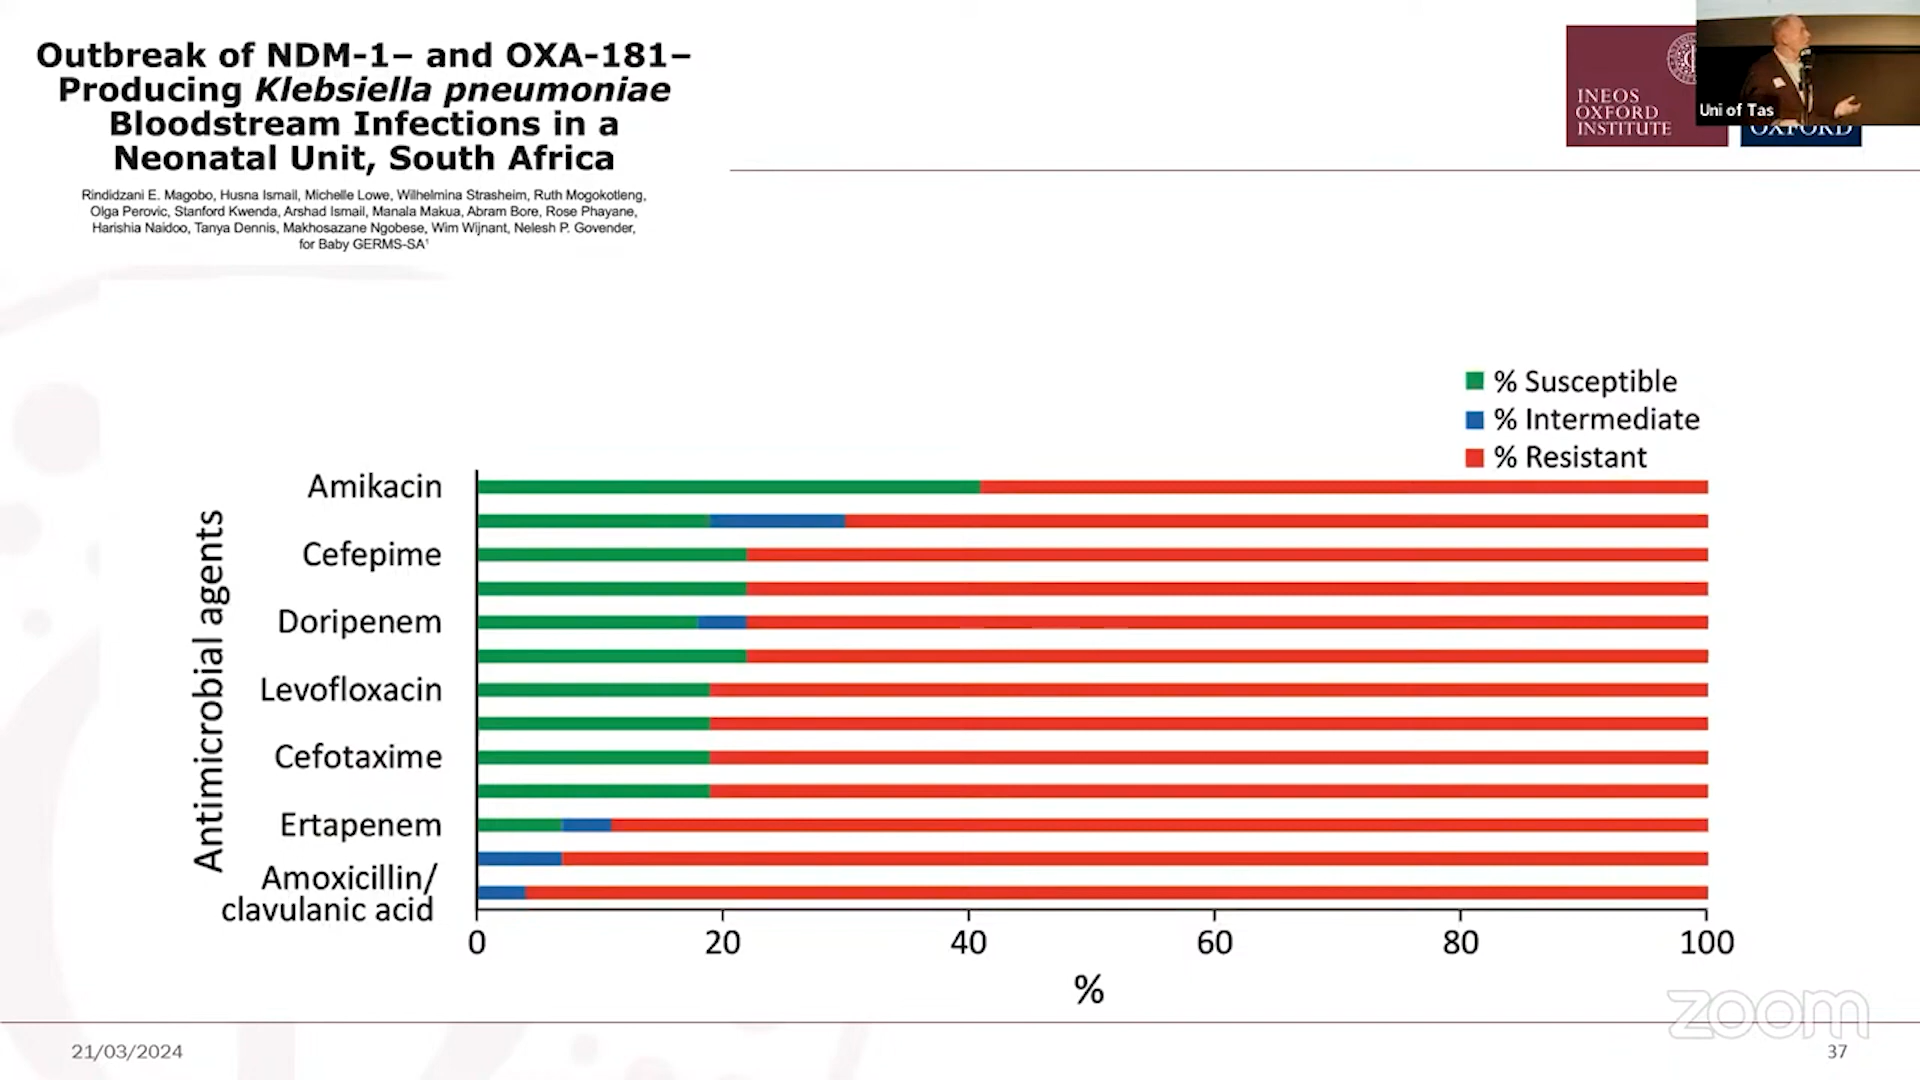 Outbreak of NDM-1– and OXA-181–
Producing Klebsiella pneumoniae
Bloodstream Infections in a
Neonatal Unit, South Africa
Rindidzani E. Magobo, Husna Ismail, Michelle Lowe, Wilhelmina Strasheim, Ruth Mogokotleng,
Olga Perovic, Stanford Kwenda, Arshad Ismail, Manala Makua, Abram Bore, Rose Phayane,
Harishia Naidoo, Tanya Dennis, Makhosazane Ngobese, Wim Wijnant, Nelesh P. Govender,
for Baby GERMS-SA¹
INEOS
OXFORD
INSTITUTE
OXFORD
Uni of Tas
% Susceptible
% Intermediate
% Resistant
Antimicrobial agents
Amikacin
Cefepime
Doripenem
Levofloxacin
Cefotaxime
Ertapenem
Amoxicillin/
clavulanic acid
0 20 40 60 80 100
%
zoom
21/03/2024
37